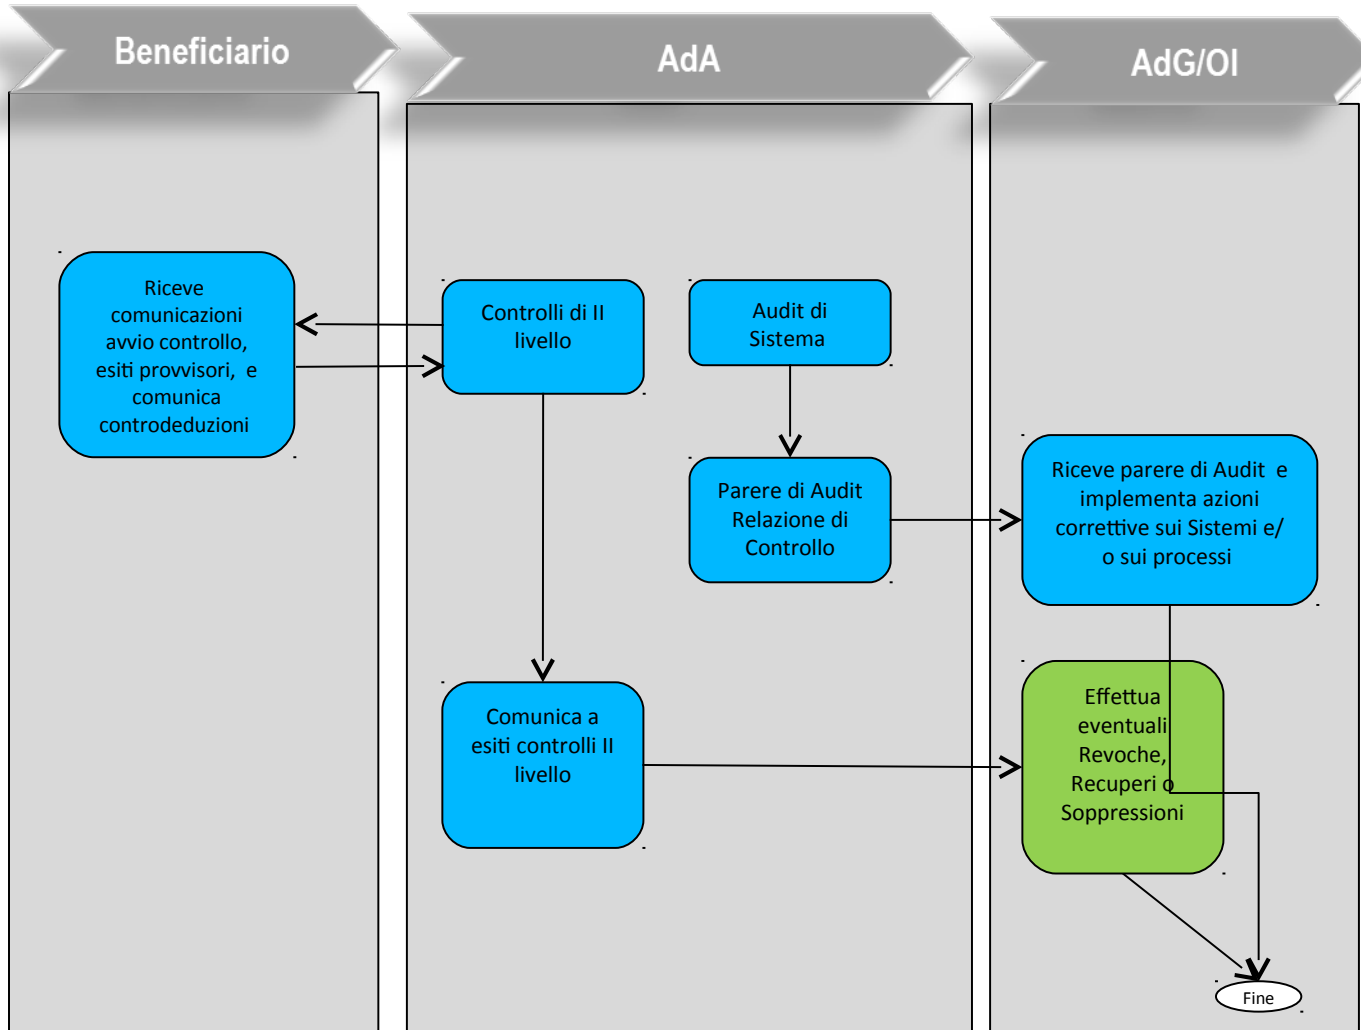 Beneficiario
AdA
AdG/OI
Riceve
comunicazioni
avvio controllo,
esiti provvisori, e
comunica
controdeduzioni
Controlli di II
livello
Audit di
Sistema
Parere di Audit
Relazione di
Controllo
Riceve parere di Audit e
implementa azioni
correttive sui Sistemi e/
o sui processi
Comunica a
esiti controlli II
livello
Effettua
eventuali
Revoche,
Recuperi o
Soppressioni
Fine